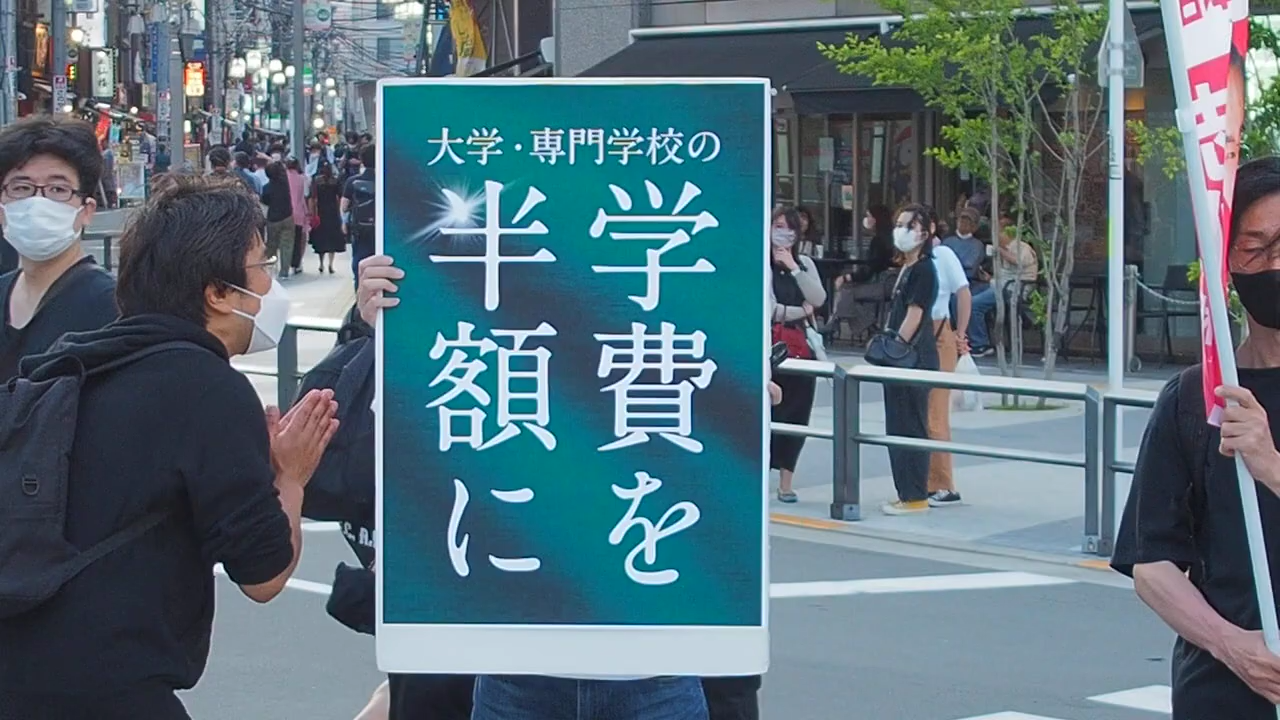 大学・専門学校の
学費を
半額に